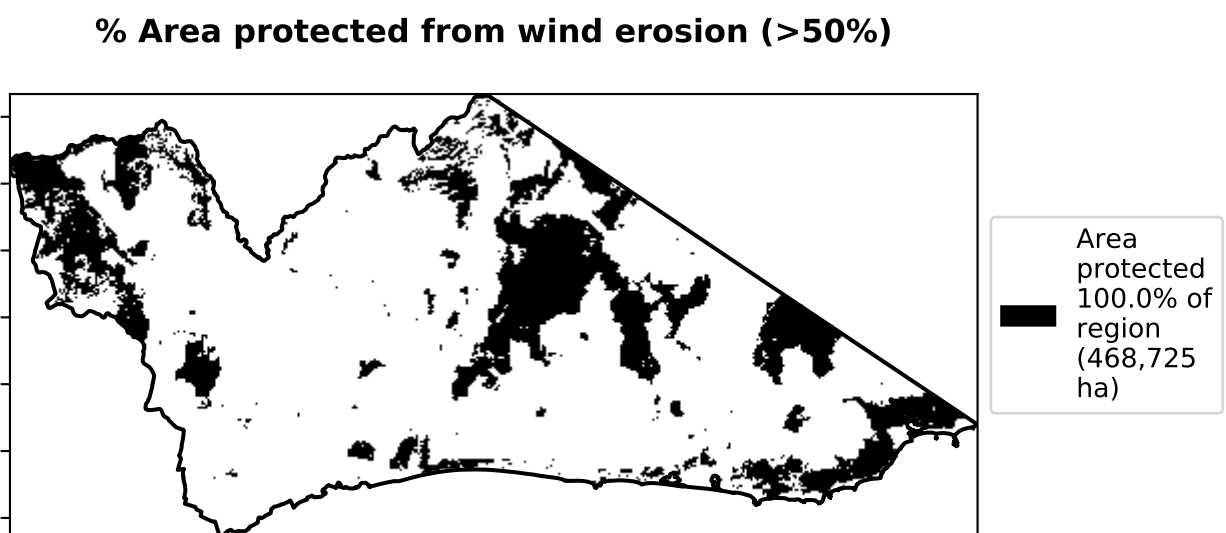 % Area protected from wind erosion (>50%)
Area
protected
100.0% of
region
(468,725
ha)